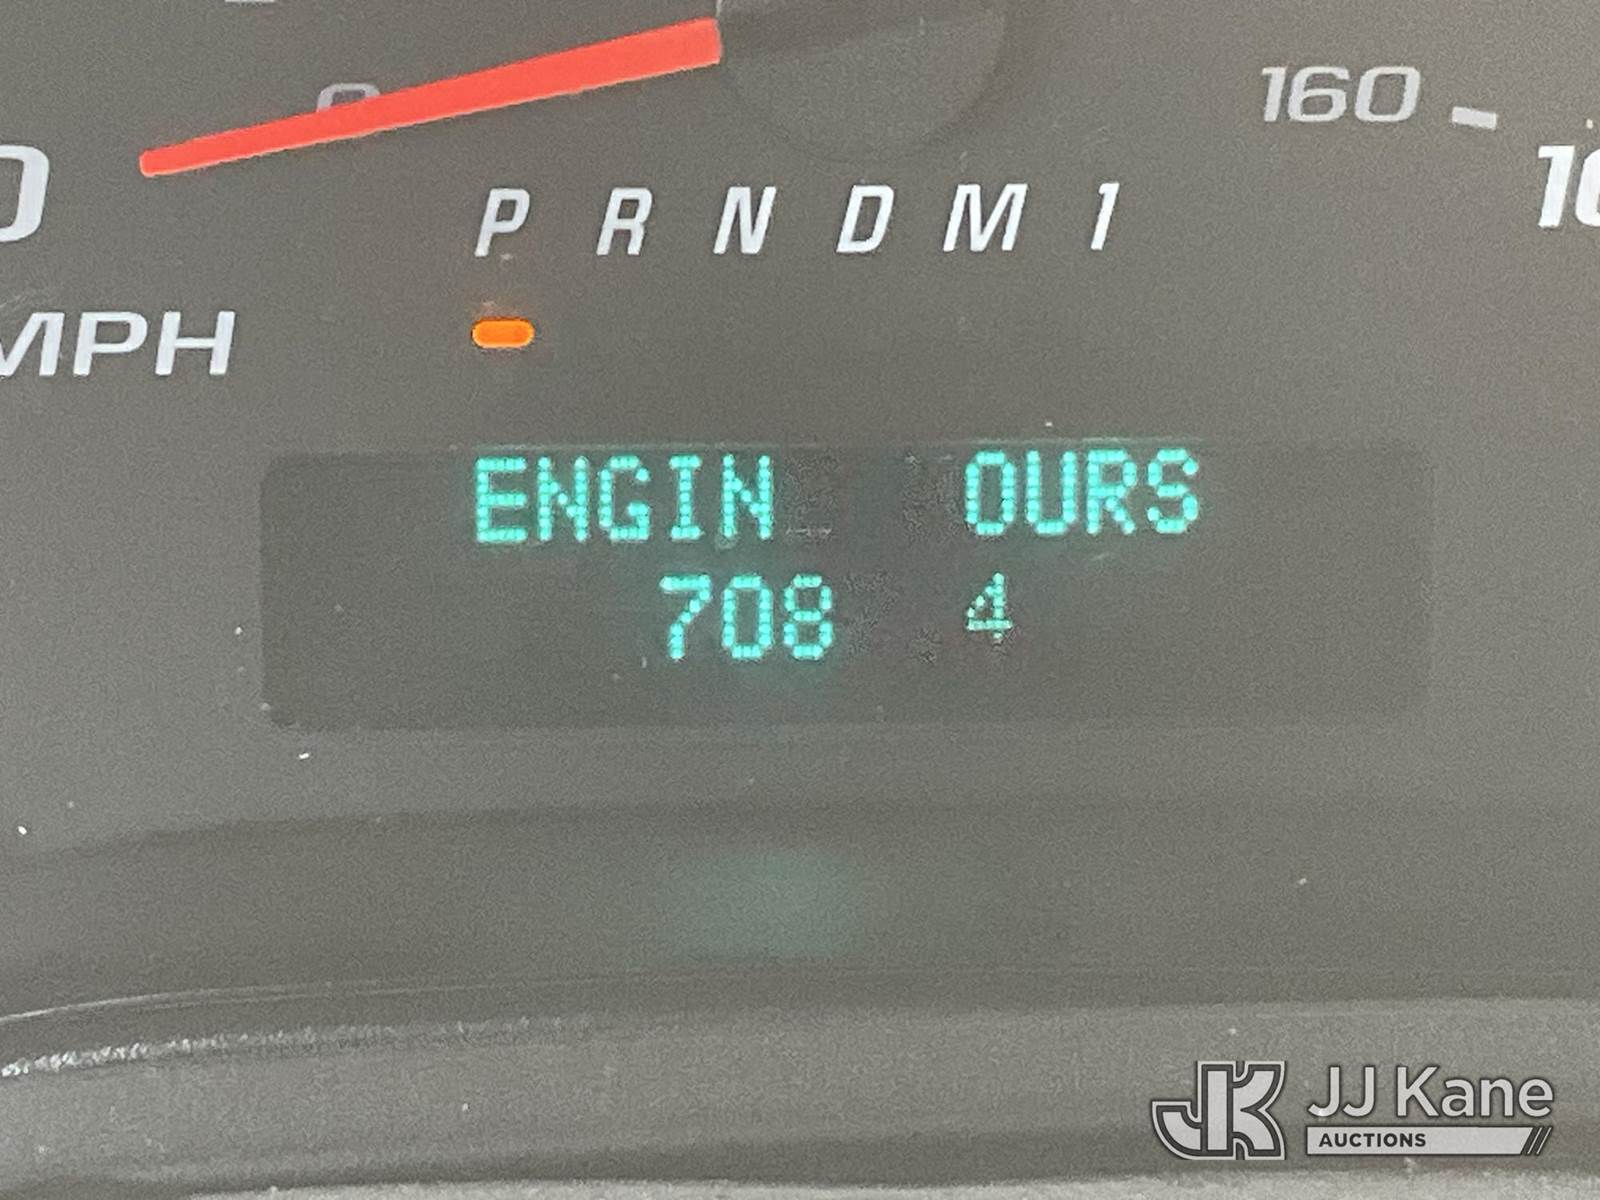 160
P R N D M 1
MPH
ENGIN OURS
708 4
JJ Kane
AUCTIONS